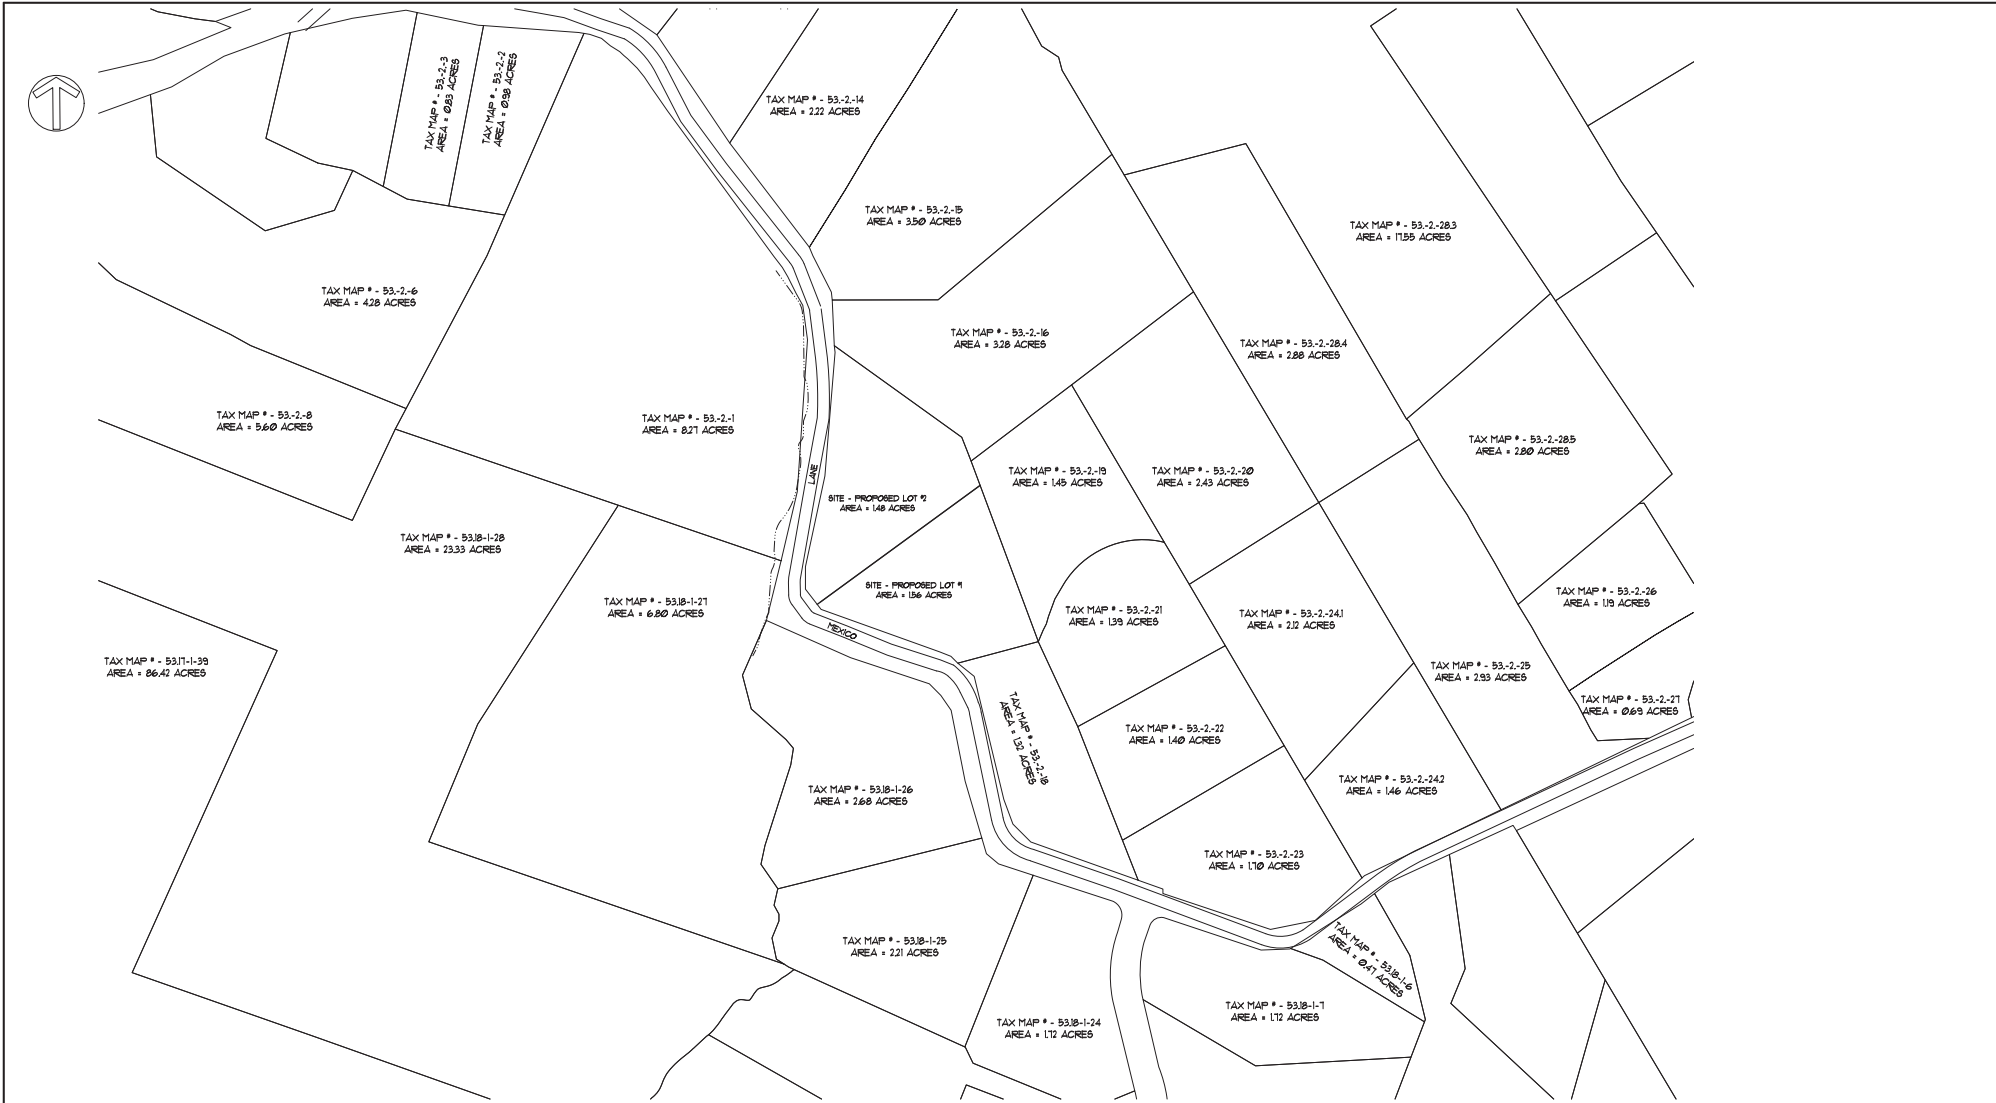 TAX MAP # - 53.-2.-3
AREA = 0.83 ACRES
TAX MAP # - 53.-2.-2
AREA = 0.98 ACRES
TAX MAP # - 53.-2.-14
AREA = 2.22 ACRES
TAX MAP # - 53.-2.-15
AREA = 3.50 ACRES
TAX MAP # - 53.-2.-28.3
AREA = 17.55 ACRES
TAX MAP # - 53.-2.-6
AREA = 4.28 ACRES
TAX MAP # - 53.-2.-16
AREA = 3.28 ACRES
TAX MAP # - 53.-2.-28.4
AREA = 2.88 ACRES
TAX MAP # - 53.-2.-8
AREA = 5.60 ACRES
TAX MAP # - 53.-2.-1
AREA = 8.27 ACRES
TAX MAP # - 53.-2.-28.5
AREA = 2.80 ACRES
LANE
TAX MAP # - 53.-2.-19
AREA = 1.45 ACRES
TAX MAP # - 53.-2.-20
AREA = 2.43 ACRES
SITE - PROPOSED LOT #2
AREA = 1.48 ACRES
TAX MAP # - 53.18-1-28
AREA = 23.33 ACRES
SITE - PROPOSED LOT #1
AREA = 1.56 ACRES
TAX MAP # - 53.-2.-26
AREA = 1.19 ACRES
TAX MAP # - 53.18-1-27
AREA = 6.80 ACRES
TAX MAP # - 53.-2.-21
AREA = 1.39 ACRES
TAX MAP # - 53.-2.-24.1
AREA = 2.12 ACRES
MEXICO
TAX MAP # - 53.17-1-39
AREA = 86.42 ACRES
TAX MAP # - 53.-2.-25
AREA = 2.93 ACRES
TAX MAP # - 53.-2.-27
AREA = 0.69 ACRES
TAX MAP # - 53.-2.-18
AREA = 1.32 ACRES
TAX MAP # - 53.-2.-22
AREA = 1.40 ACRES
TAX MAP # - 53.-2.-24.2
AREA = 1.46 ACRES
TAX MAP # - 53.18-1-26
AREA = 2.68 ACRES
TAX MAP # - 53.-2.-23
AREA = 1.70 ACRES
TAX MAP # - 53.18-1-25
AREA = 2.21 ACRES
TAX MAP # - 53.18-1-6
AREA = 0.47 ACRES
TAX MAP # - 53.18-1-7
AREA = 1.72 ACRES
TAX MAP # - 53.18-1-24
AREA = 1.72 ACRES